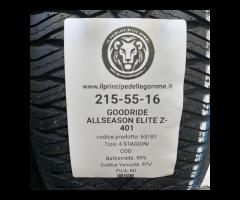 www.ilprincipedellegomme.it
215-55-16
GOODRIDE
ALLSEASON ELITE Z-
401
codice prodotto: 63181
Tipo: 4 STAGIONI
COD:
Battistrada: 90%
Codice Velocità: 97V
FILA: 60